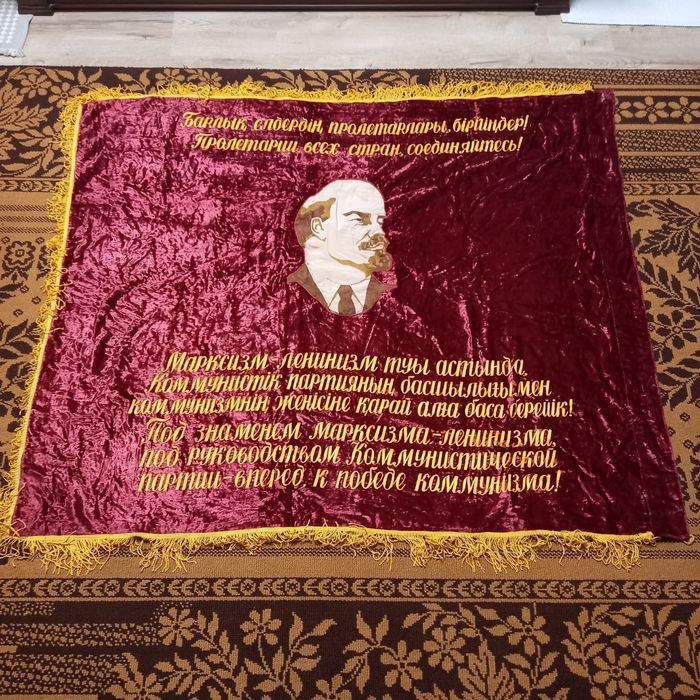 Барлық елдердің пролетарлары, бірігіңдер!
Пролетарии всех стран, соединяйтесь!
Марксизм-ленинизм туы астында,
Коммунистік партияның басшылығымен
коммунизмнің жеңісіне қарай алға баса берейік!
Под знаменем марксизма-ленинизма,
под руководством Коммунистической
партии-вперёд к победе коммунизма!